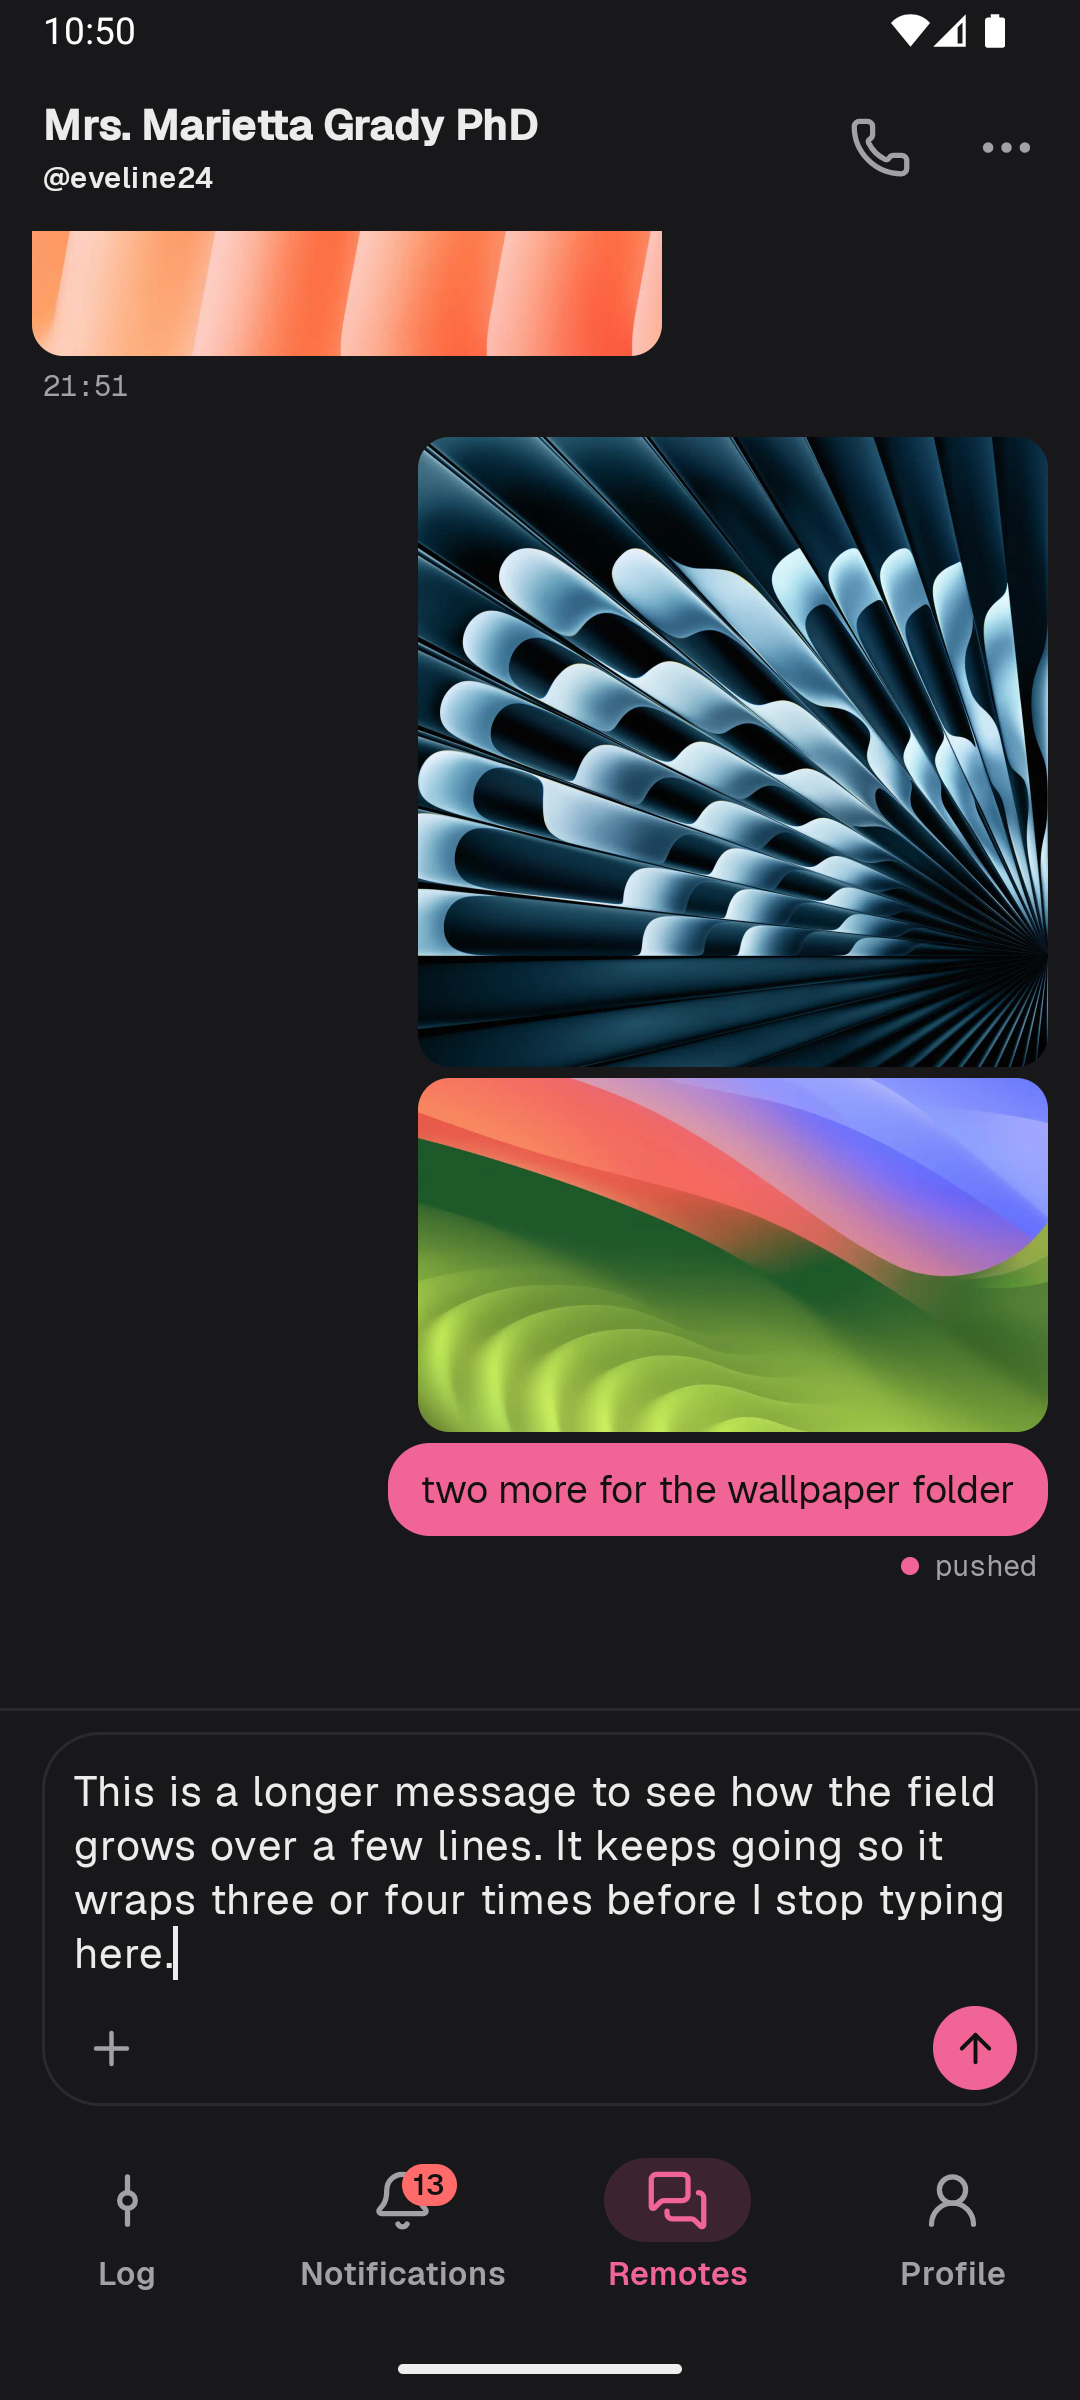 10:50
Mrs. Marietta Grady PhD
@eveline24
21:51
two more for the wallpaper folder
pushed
This is a longer message to see how the field
grows over a few lines. It keeps going so it
wraps three or four times before I stop typing
here.
13
Log
Notifications
Remotes
Profile